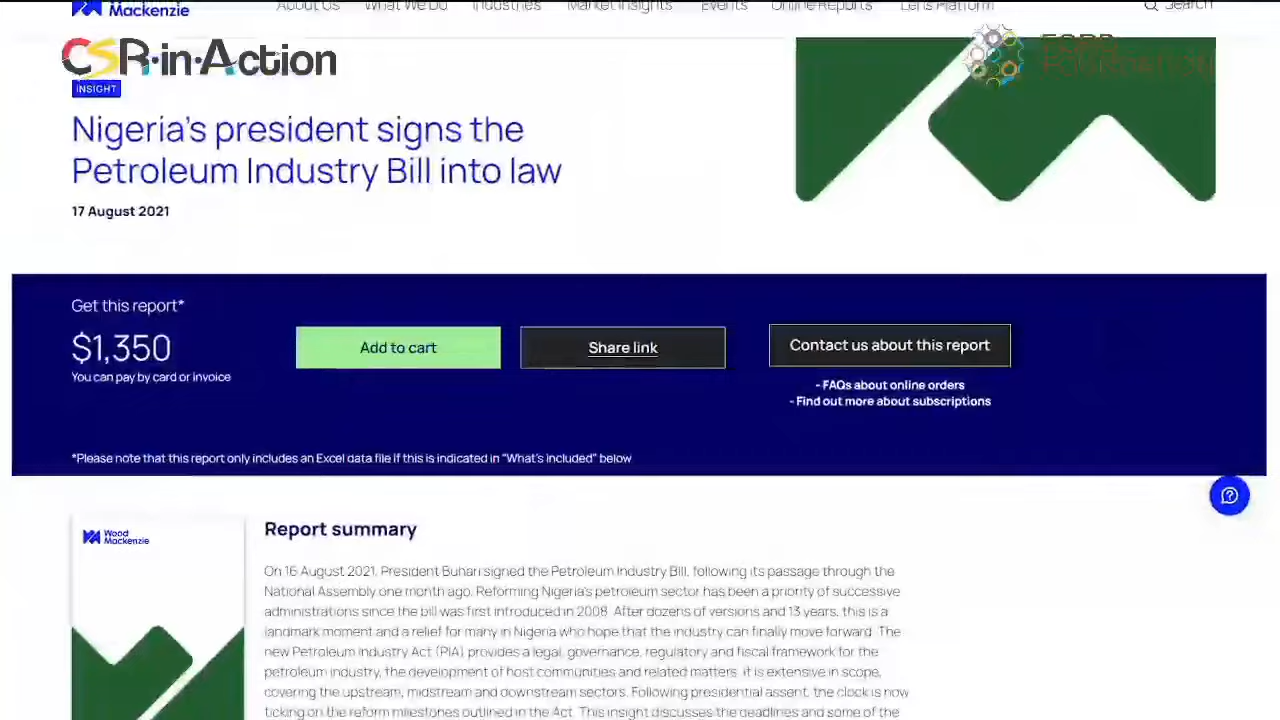 Mackenzie
About Us What We Do Industries Market Insights Events Online Reports Lens Platform Search
CSR-in-Action
FORD
FOUNDATION
INSIGHT
Nigeria's president signs the
Petroleum Industry Bill into law
17 August 2021
Get this report*
$1,350
You can pay by card or invoice
Add to cart
Share link
Contact us about this report
- FAQs about online orders
- Find out more about subscriptions
*Please note that this report only includes an Excel data file if this is indicated in "What's included" below
Wood
Mackenzie
Report summary
On 16 August 2021, President Buhari signed the Petroleum Industry Bill, following its passage through the
National Assembly one month ago. Reforming Nigeria's petroleum sector has been a priority of successive
administrations since the bill was first introduced in 2008. After dozens of versions and 13 years, this is a
landmark moment and a relief for many in Nigeria who hope that the industry can finally move forward. The
new Petroleum Industry Act (PIA) provides a legal, governance, regulatory and fiscal framework for the
petroleum industry, the development of host communities and related matters. It is extensive in scope,
covering the upstream, midstream and downstream sectors. Following presidential assent, the clock is now
ticking on the reform milestones outlined in the Act. This insight discusses the deadlines and some of the